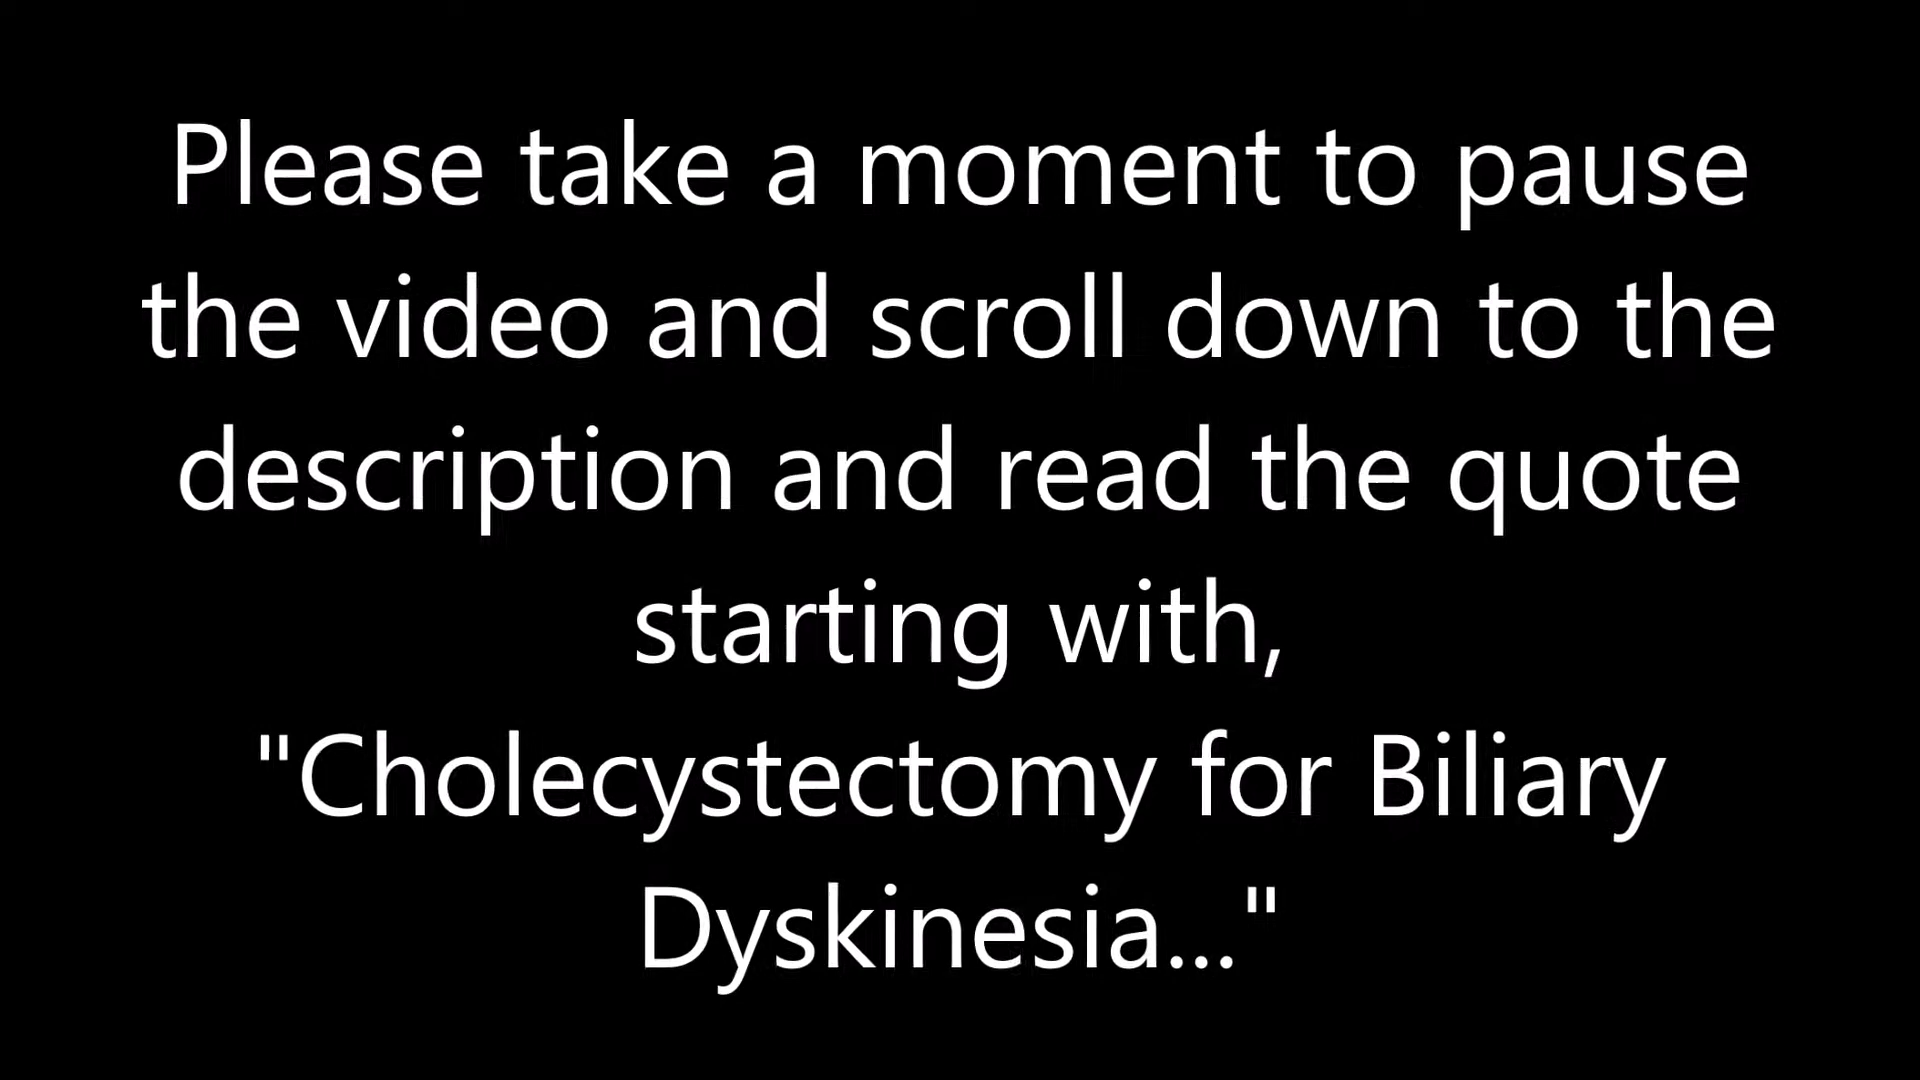 Please take a moment to pause
the video and scroll down to the
description and read the quote
starting with,
"Cholecystectomy for Biliary
Dyskinesia..."